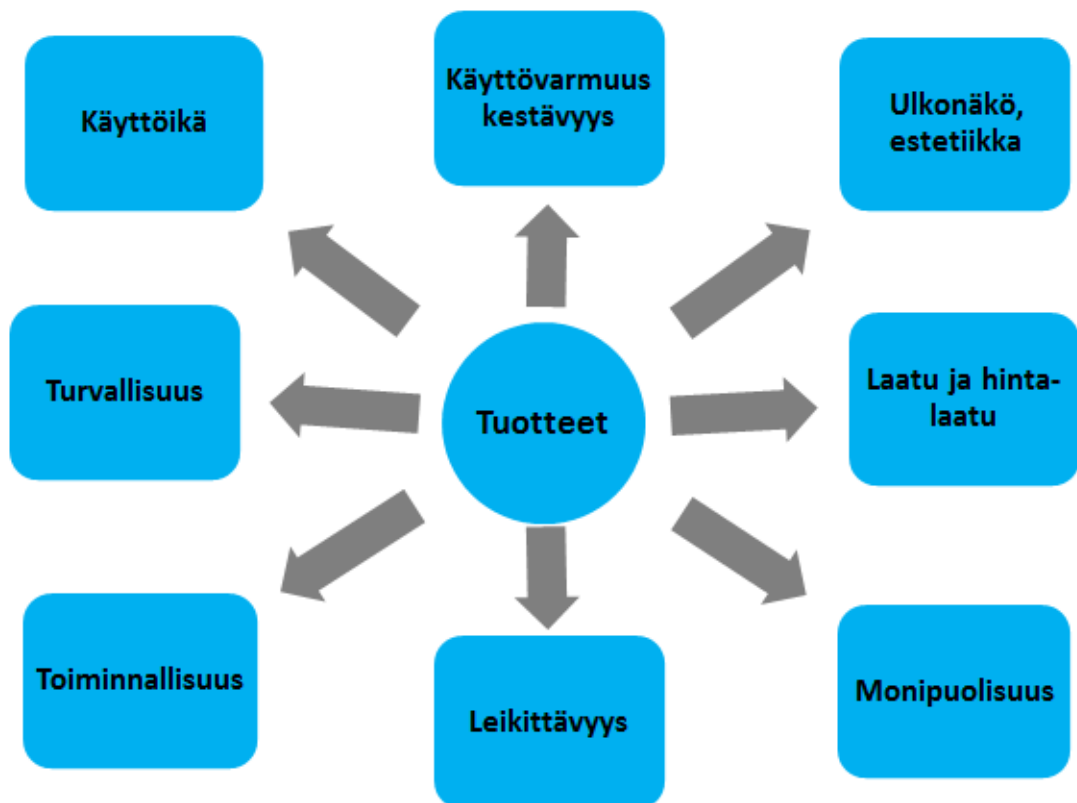 Käyttöikä
Käyttövarmuus
kestävyys
Ulkonäkö,
estetiikka
Turvallisuus
Tuotteet
Laatu ja hinta-
laatu
Toiminnallisuus
Leikittävyys
Monipuolisuus